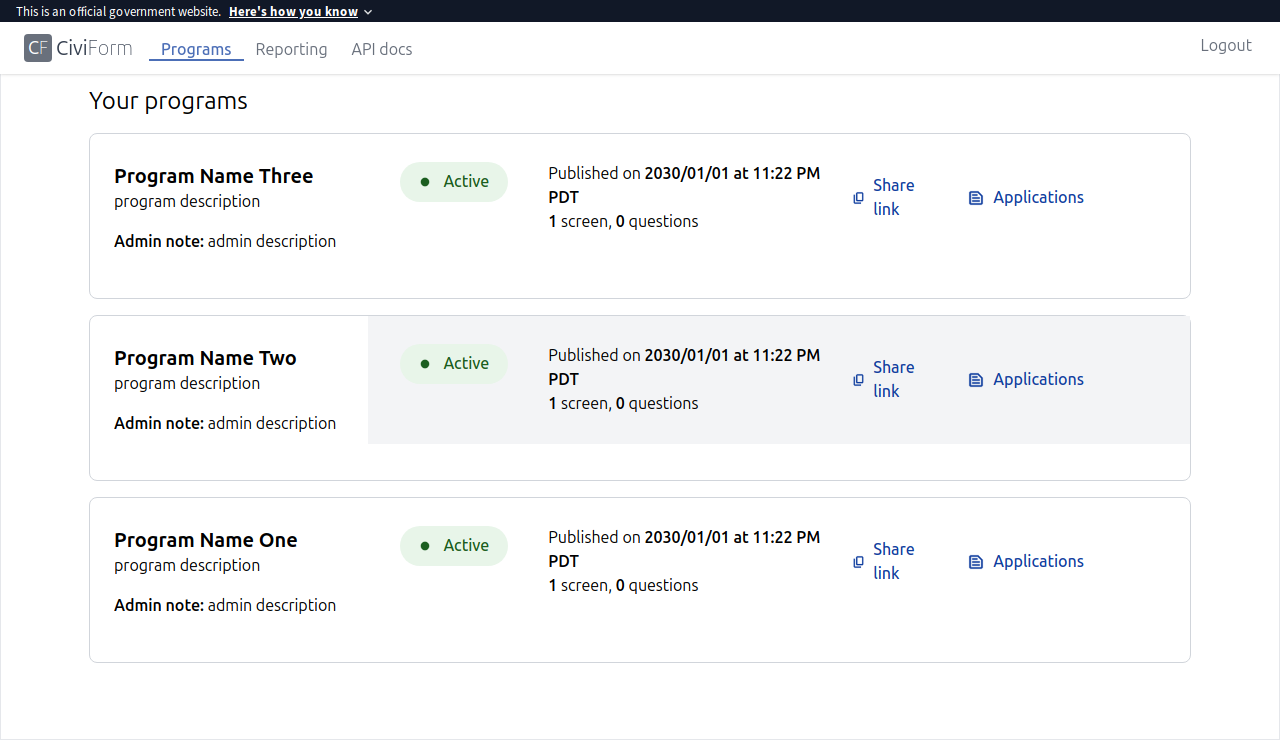 This is an official government website. Here's how you know
CF CiviForm Programs Reporting API docs Logout
Your programs
Program Name Three
program description
Admin note: admin description
Active
Published on 2030/01/01 at 11:22 PM
PDT
1 screen, 0 questions
Share
link
Applications
Program Name Two
program description
Admin note: admin description
Active
Published on 2030/01/01 at 11:22 PM
PDT
1 screen, 0 questions
Share
link
Applications
Program Name One
program description
Admin note: admin description
Active
Published on 2030/01/01 at 11:22 PM
PDT
1 screen, 0 questions
Share
link
Applications